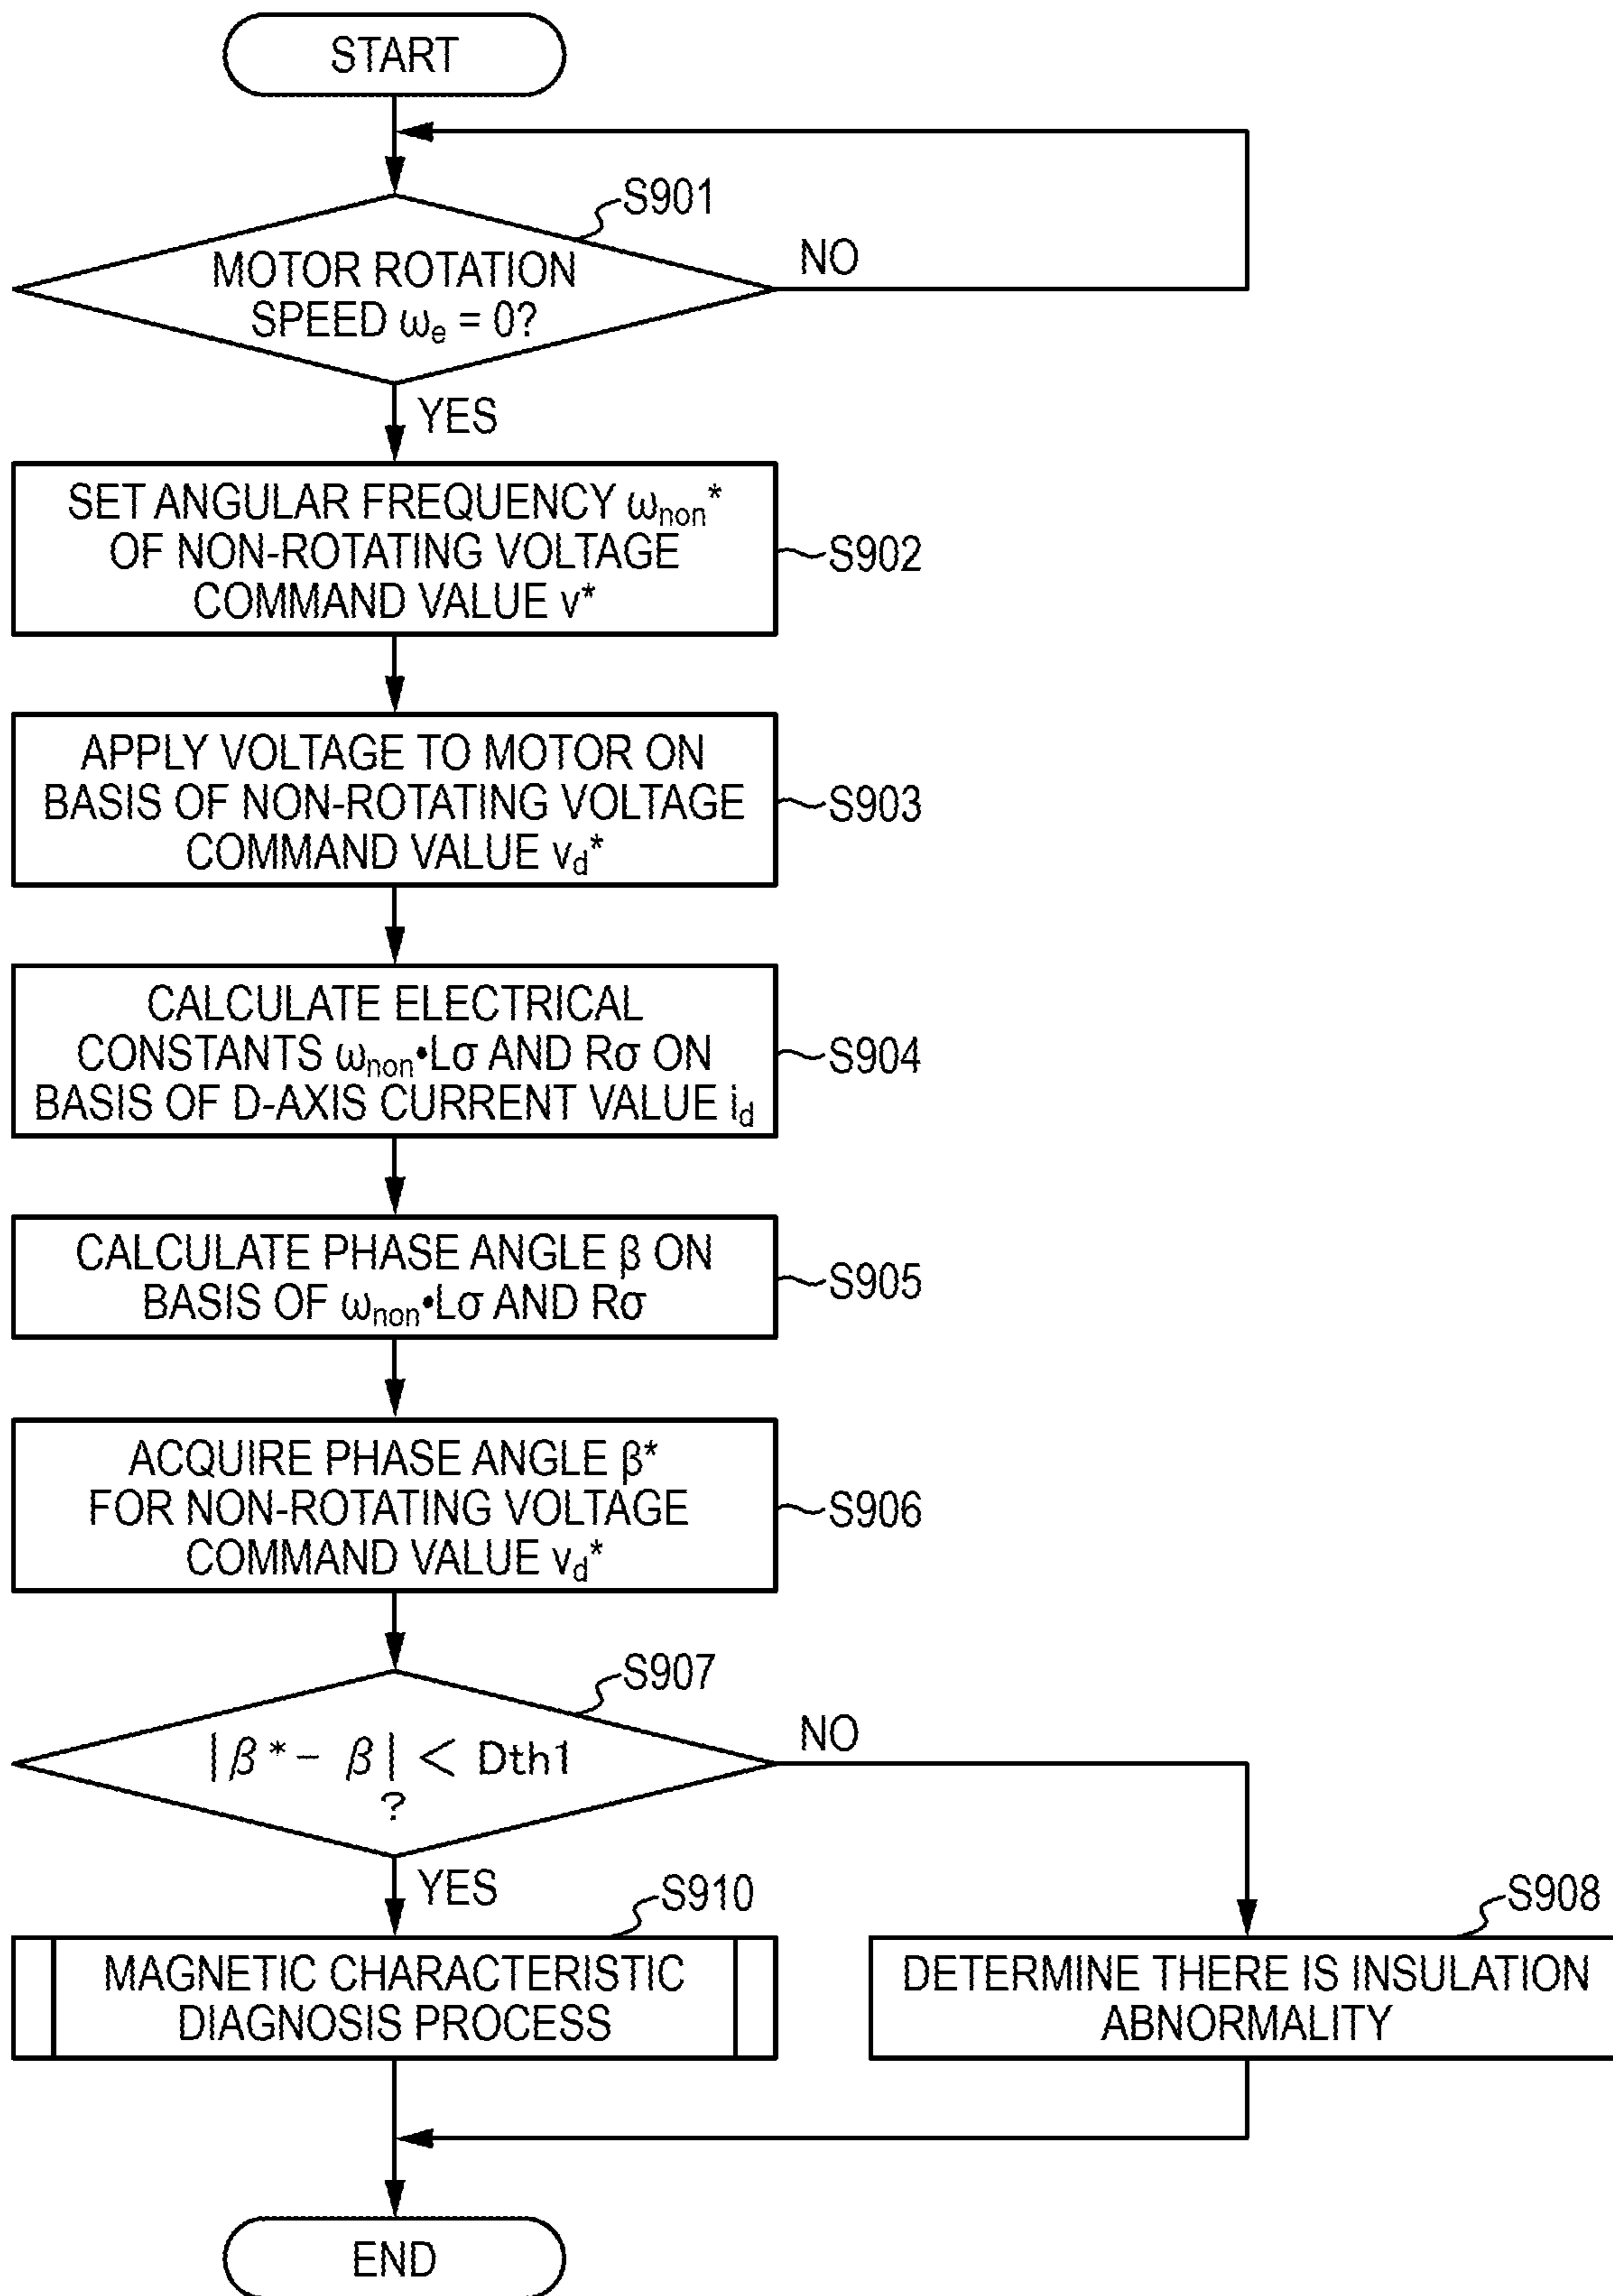 START
S901
MOTOR ROTATION
SPEED ωe = 0?
NO
YES
SET ANGULAR FREQUENCY ωnon*
OF NON-ROTATING VOLTAGE
COMMAND VALUE v*
S902
APPLY VOLTAGE TO MOTOR ON
BASIS OF NON-ROTATING VOLTAGE
COMMAND VALUE vd*
S903
CALCULATE ELECTRICAL
CONSTANTS ωnon•Lσ AND Rσ ON
BASIS OF D-AXIS CURRENT VALUE id
S904
CALCULATE PHASE ANGLE β ON
BASIS OF ωnon•Lσ AND Rσ
S905
ACQUIRE PHASE ANGLE β*
FOR NON-ROTATING VOLTAGE
COMMAND VALUE vd*
S906
S907
|β*− β| < Dth1
?
NO
YES
S910
MAGNETIC CHARACTERISTIC
DIAGNOSIS PROCESS
S908
DETERMINE THERE IS INSULATION
ABNORMALITY
END